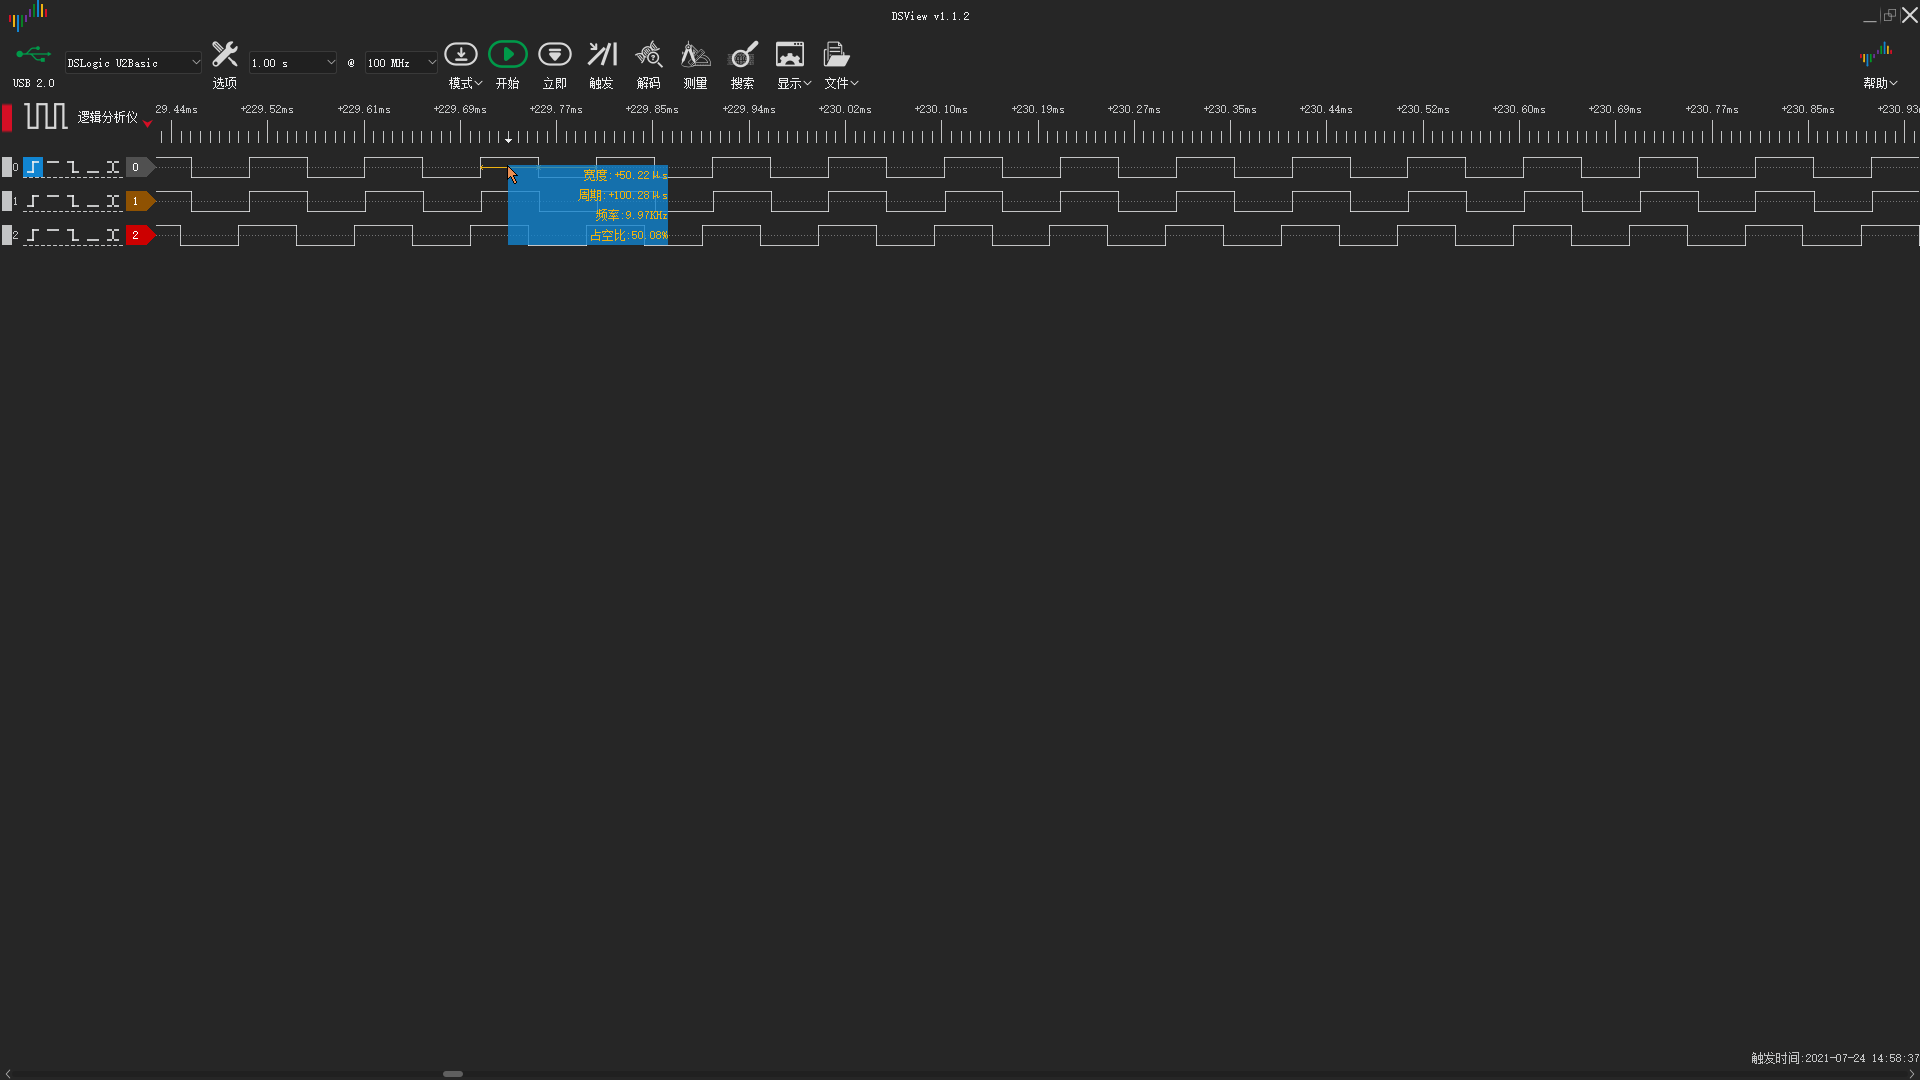 DSView v1.1.2
USB 2.0
DSLogic U2Basic
选项
1.00 s
@
100 MHz
模式
开始
立即
触发
解码
测量
搜索
显示
文件
帮助
逻辑分析仪
29.44ms +229.52ms +229.61ms +229.69ms +229.77ms +229.85ms +229.94ms +230.02ms +230.10ms +230.19ms +230.27ms +230.35ms +230.44ms +230.52ms +230.60ms +230.69ms +230.77ms +230.85ms +230.93
0 0
宽度:+50.22μs
1 1
周期:+100.28μs
频率:9.97KHz
2 2
占空比:50.08%
触发时间:2021-07-24 14:58:37